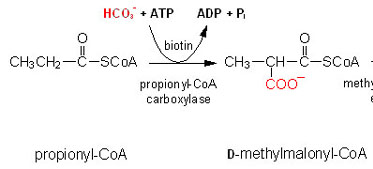 HCO₃⁻ + ATP ADP + Pᵢ
biotin
O O
CH₃CH₂—C—SCoA CH₃—CH—C—SCoA
COO⁻
propionyl-CoA
carboxylase
propionyl-CoA D-methylmalonyl-CoA